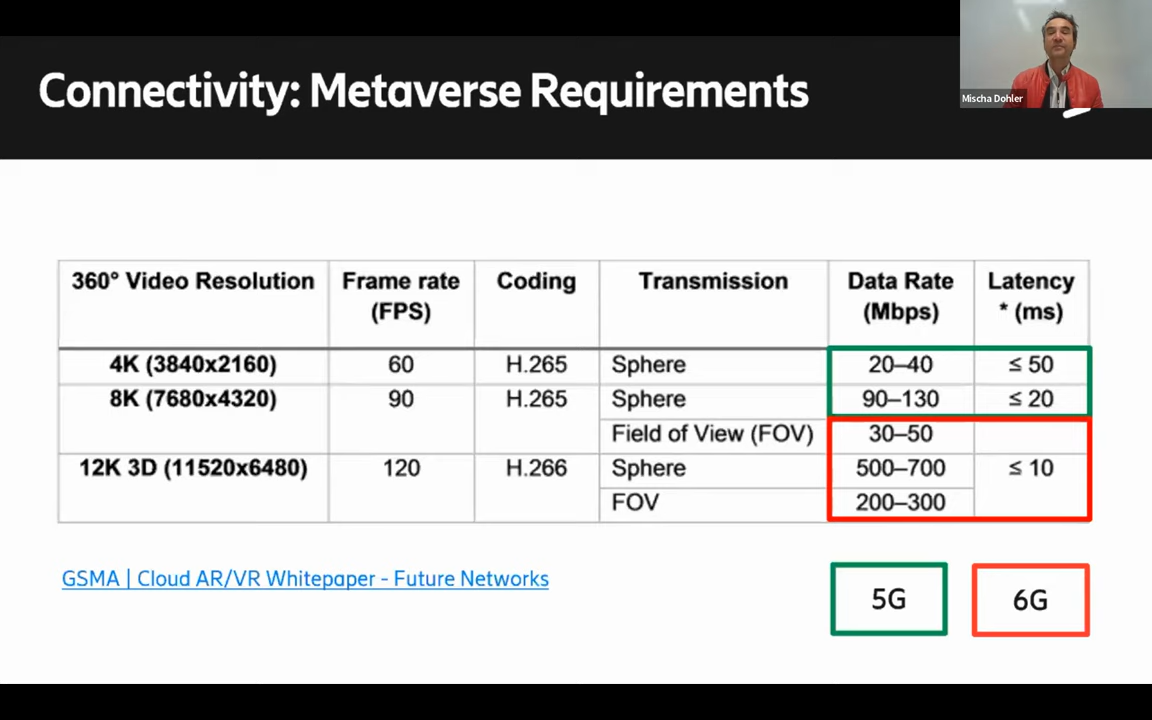 Connectivity: Metaverse Requirements
Mischa Dohler
360° Video Resolution Frame rate (FPS) Coding Transmission Data Rate (Mbps) Latency * (ms)
4K (3840x2160) 60 H.265 Sphere 20–40 ≤ 50
8K (7680x4320) 90 H.265 Sphere 90–130 ≤ 20
Field of View (FOV) 30–50
12K 3D (11520x6480) 120 H.266 Sphere 500–700 ≤ 10
FOV 200–300
GSMA | Cloud AR/VR Whitepaper - Future Networks
5G 6G